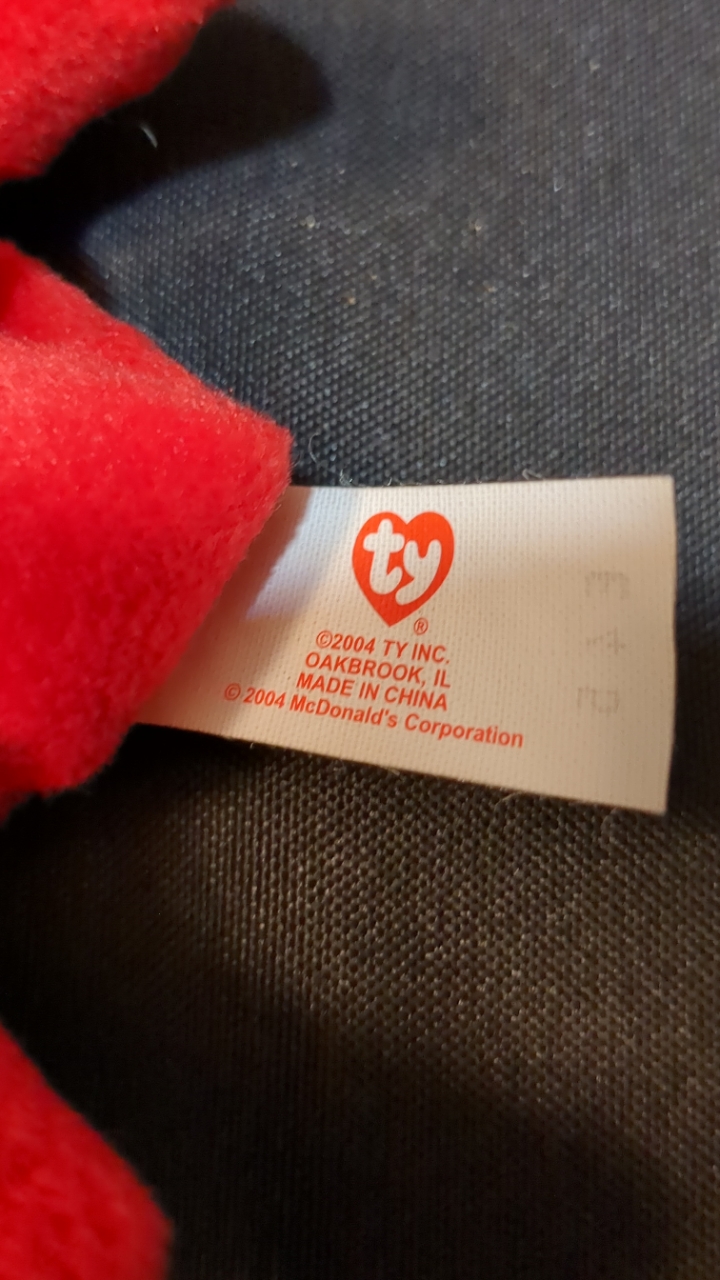 ty
®
©2004 TY INC.
OAKBROOK, IL
MADE IN CHINA
© 2004 McDonald's Corporation